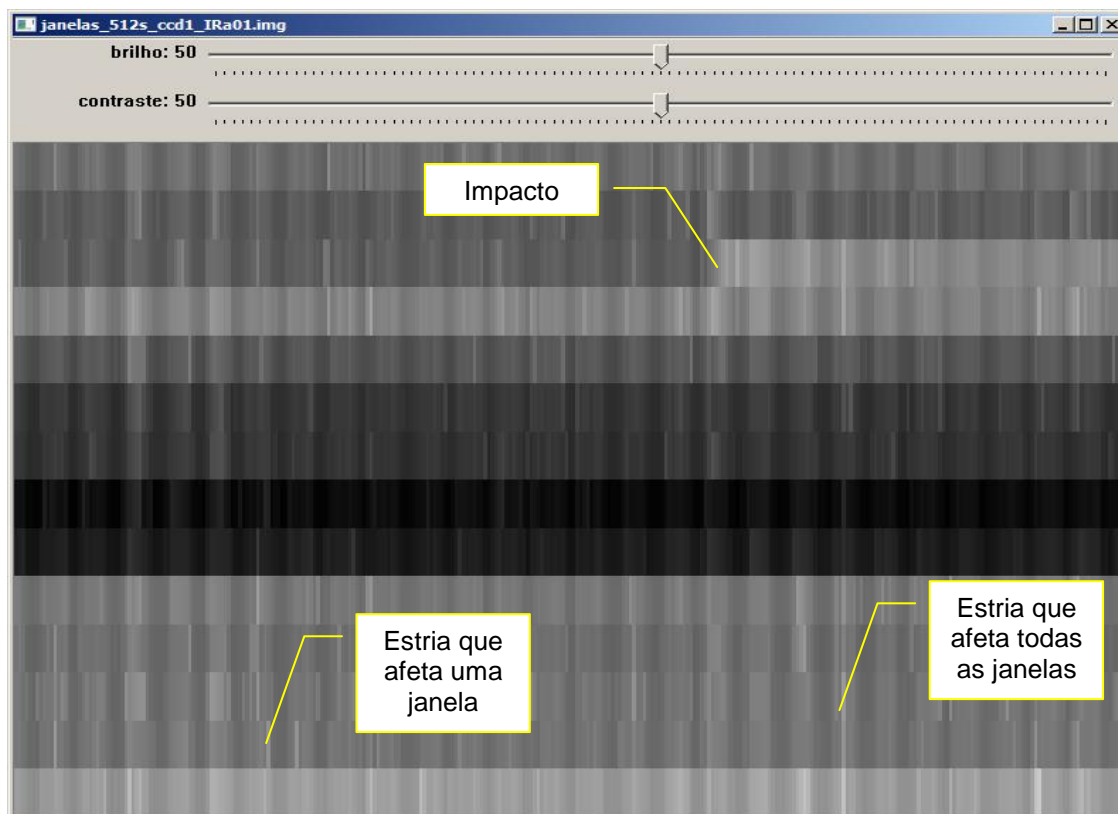 janelas_512s_ccd1_IRa01.img
brilho: 50
contraste: 50
Impacto
Estria que
afeta uma
janela
Estria que
afeta todas
as janelas